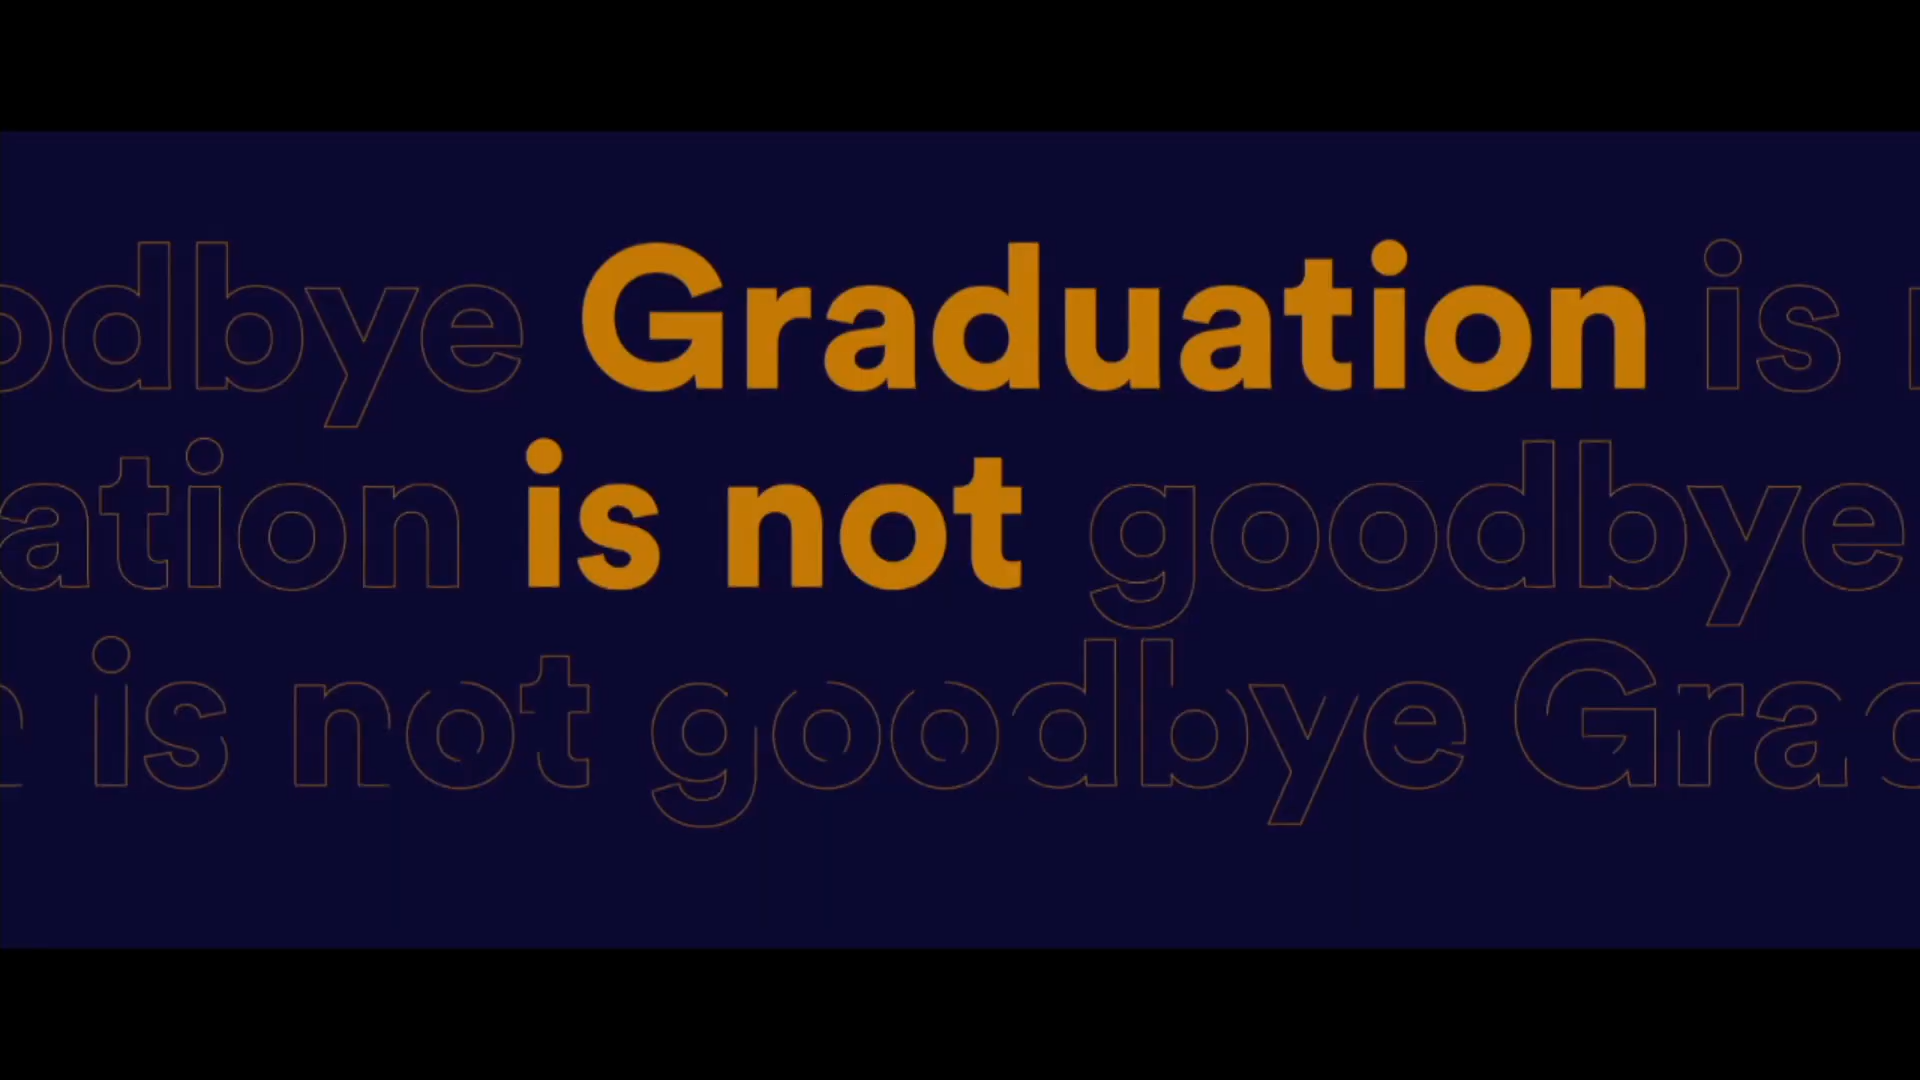 odbye Graduation is
ation is not goodbye
is not goodbye Grad